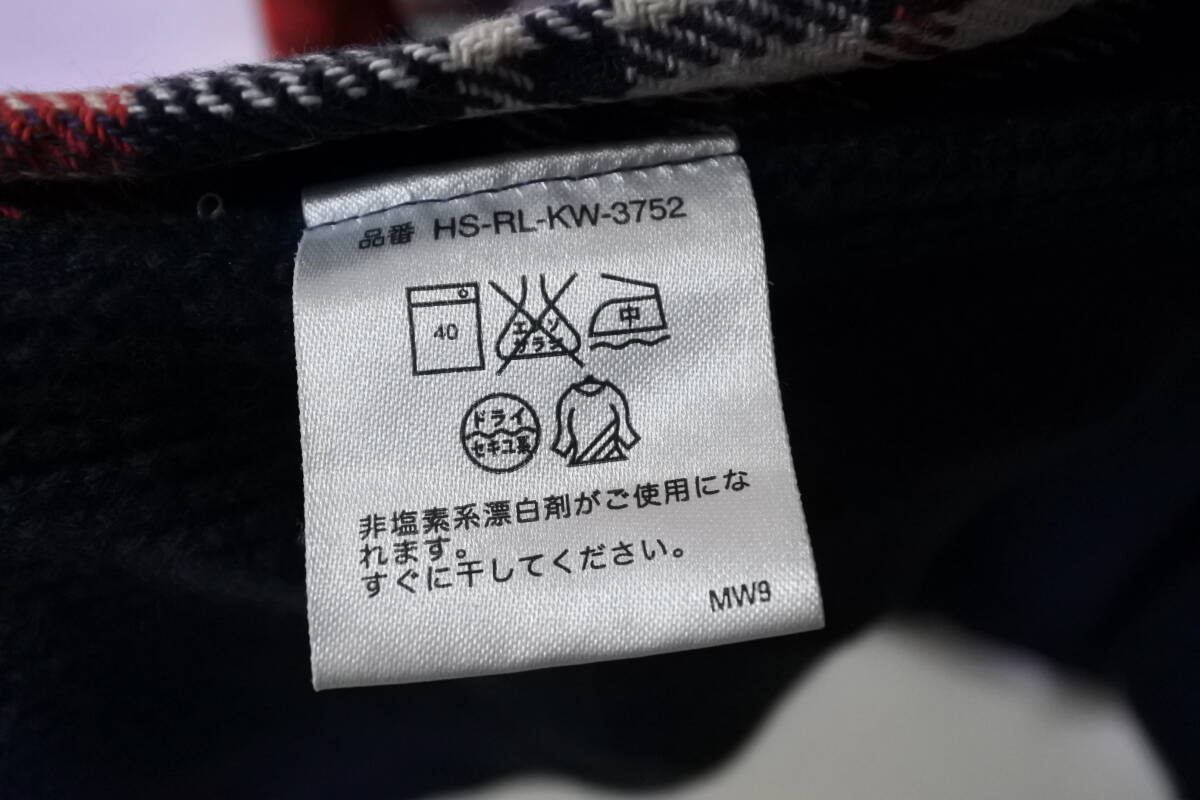 品番 HS-RL-KW-3752
40
エンソ
サラシ
中
ドライ
セキユ系
非塩素系漂白剤がご使用にな
れます。
すぐに干してください。
MW9